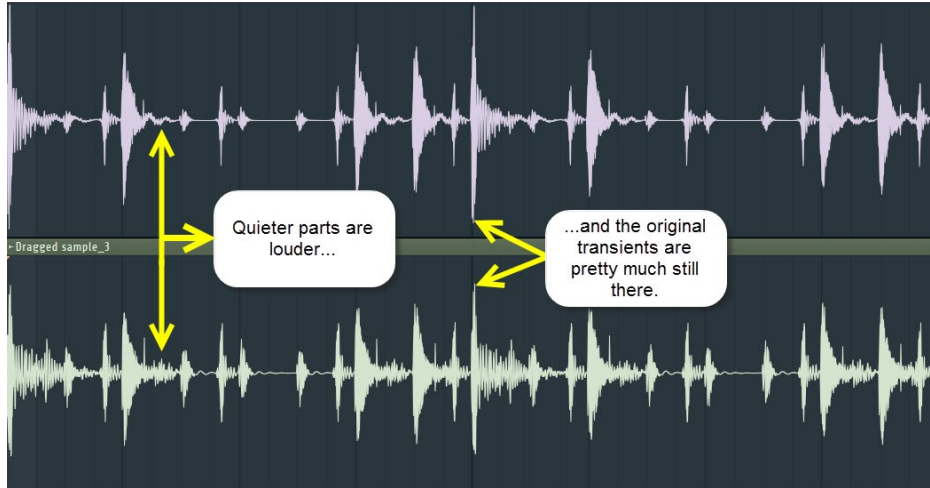 Quieter parts are
louder...
...and the original
transients are
pretty much still
there.
Dragged sample_3